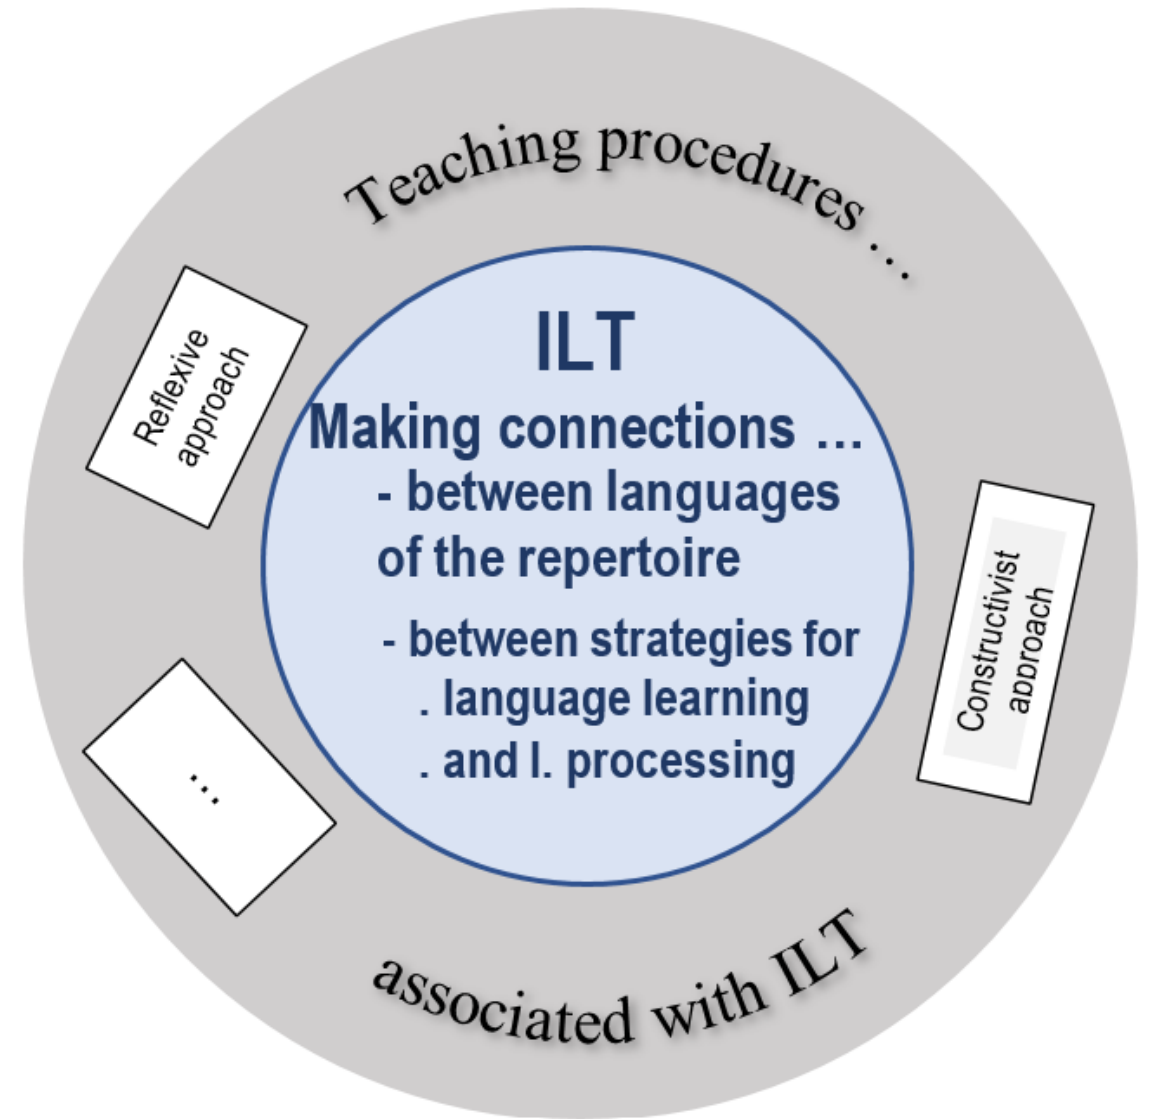 Teaching procedures …
ILT
Making connections …
- between languages
of the repertoire
- between strategies for
. language learning
. and l. processing
Reflexive
approach
Constructivist
approach
…
associated with ILT